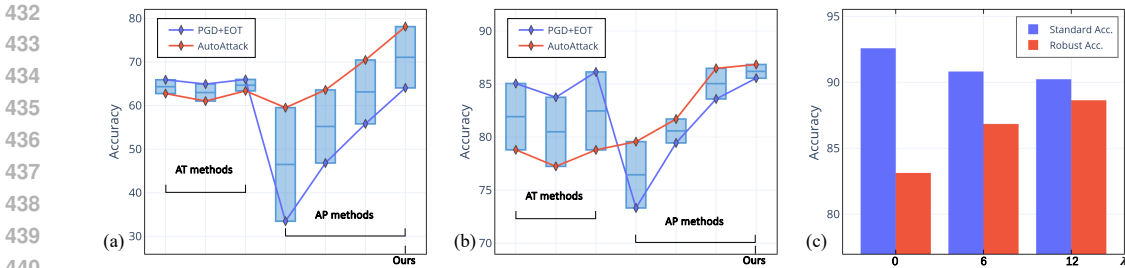 432
433
434
435
436
437
438
439
80
70
60
50
40
30
Accuracy
PGD+EOT
AutoAttack
AT methods
AP methods
Ours
(a)
90
85
80
75
70
Accuracy
PGD+EOT
AutoAttack
AT methods
AP methods
Ours
(b)
95
90
85
80
Accuracy
Standard Acc.
Robust Acc.
0 6 12
(c)